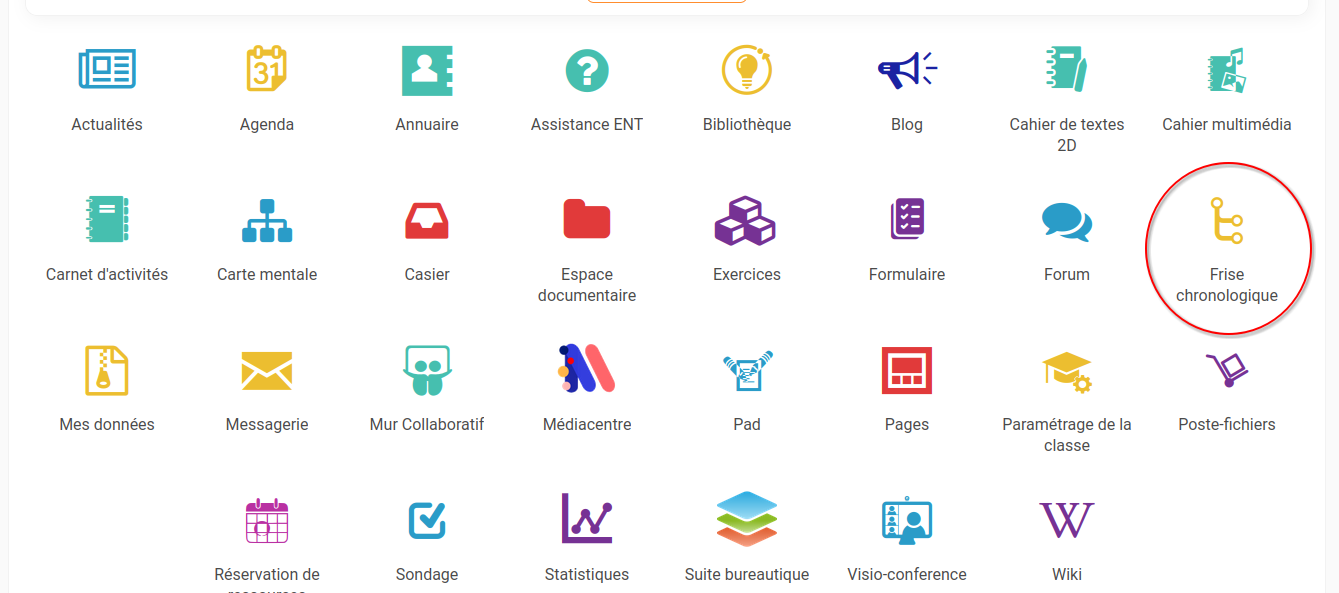 31
Actualités
Agenda
Annuaire
Assistance ENT
Bibliothèque
Blog
Cahier de textes
2D
Cahier multimédia
Carnet d'activités
Carte mentale
Casier
Espace
documentaire
Exercices
Formulaire
Forum
Frise
chronologique
Mes données
Messagerie
Mur Collaboratif
Médiacentre
Pad
Pages
Paramétrage de la
classe
Poste-fichiers
Réservation de
ressources
Sondage
Statistiques
Suite bureautique
Visio-conference
W
Wiki